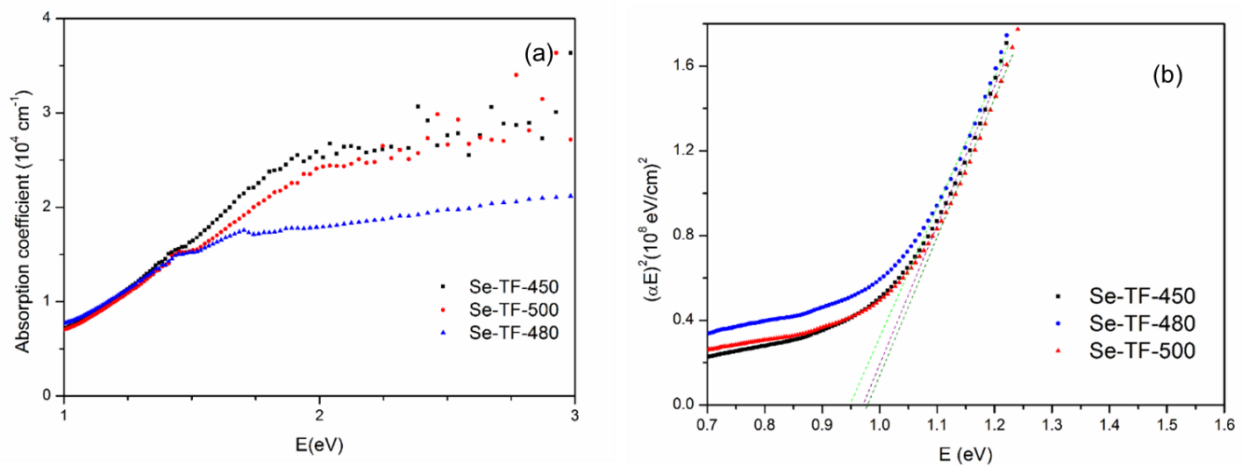 (a)
Absorption coefficient (10⁴ cm⁻¹)
4
3
2
1
0
Se-TF-450
Se-TF-500
Se-TF-480
1
2
3
E(eV)
(b)
(αE)²(10⁸ eV/cm)²
1.6
1.2
0.8
0.4
0.0
Se-TF-450
Se-TF-480
Se-TF-500
0.7 0.8 0.9 1.0 1.1 1.2 1.3 1.4 1.5 1.6
E (eV)